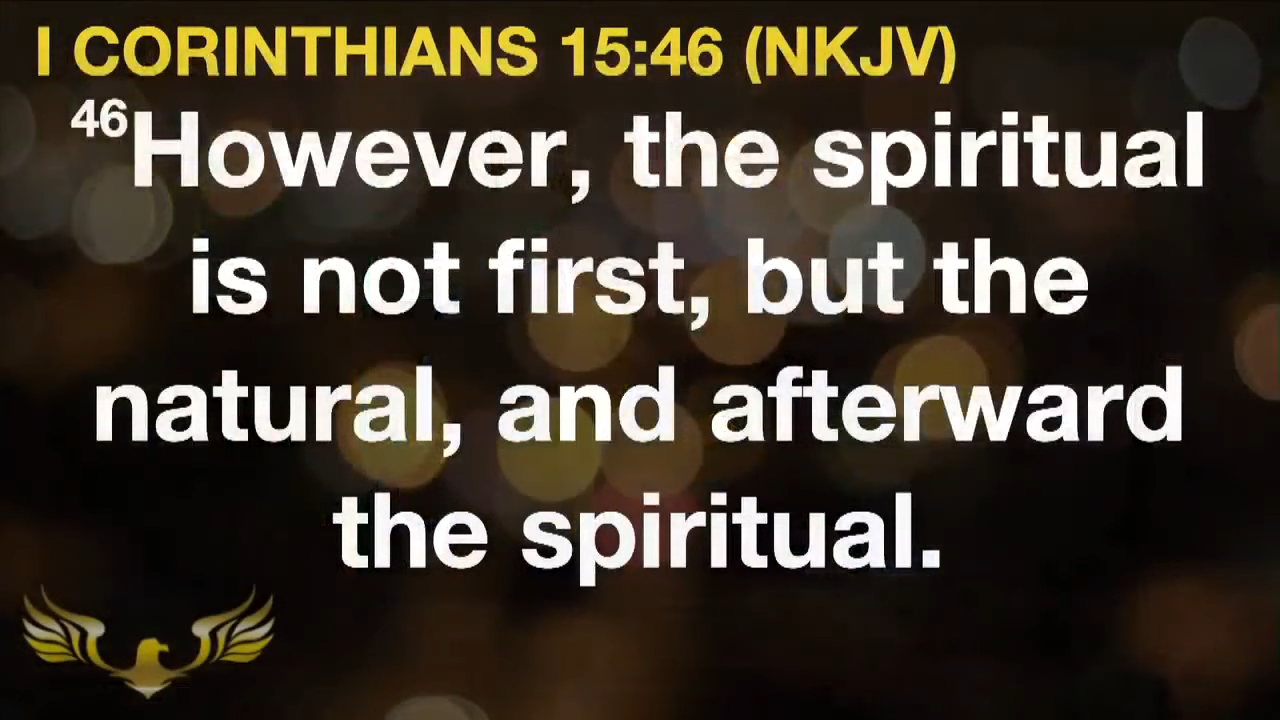 I CORINTHIANS 15:46 (NKJV)
46However, the spiritual
is not first, but the
natural, and afterward
the spiritual.